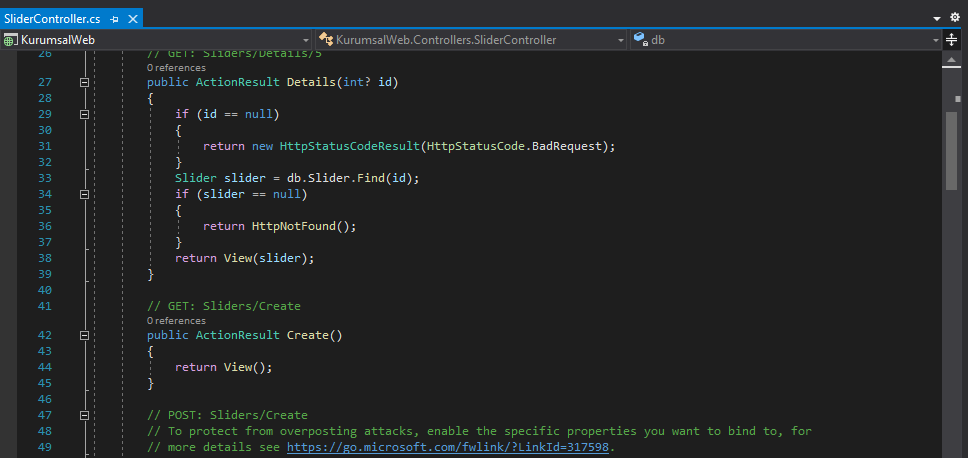 SliderController.cs
KurumsalWeb KurumsalWeb.Controllers.SliderController db
26 // GET: Sliders/Details/5
0 references
27 public ActionResult Details(int? id)
28 {
29 if (id == null)
30 {
31 return new HttpStatusCodeResult(HttpStatusCode.BadRequest);
32 }
33 Slider slider = db.Slider.Find(id);
34 if (slider == null)
35 {
36 return HttpNotFound();
37 }
38 return View(slider);
39 }
40
41 // GET: Sliders/Create
0 references
42 public ActionResult Create()
43 {
44 return View();
45 }
46
47 // POST: Sliders/Create
48 // To protect from overposting attacks, enable the specific properties you want to bind to, for
49 // more details see https://go.microsoft.com/fwlink/?LinkId=317598.